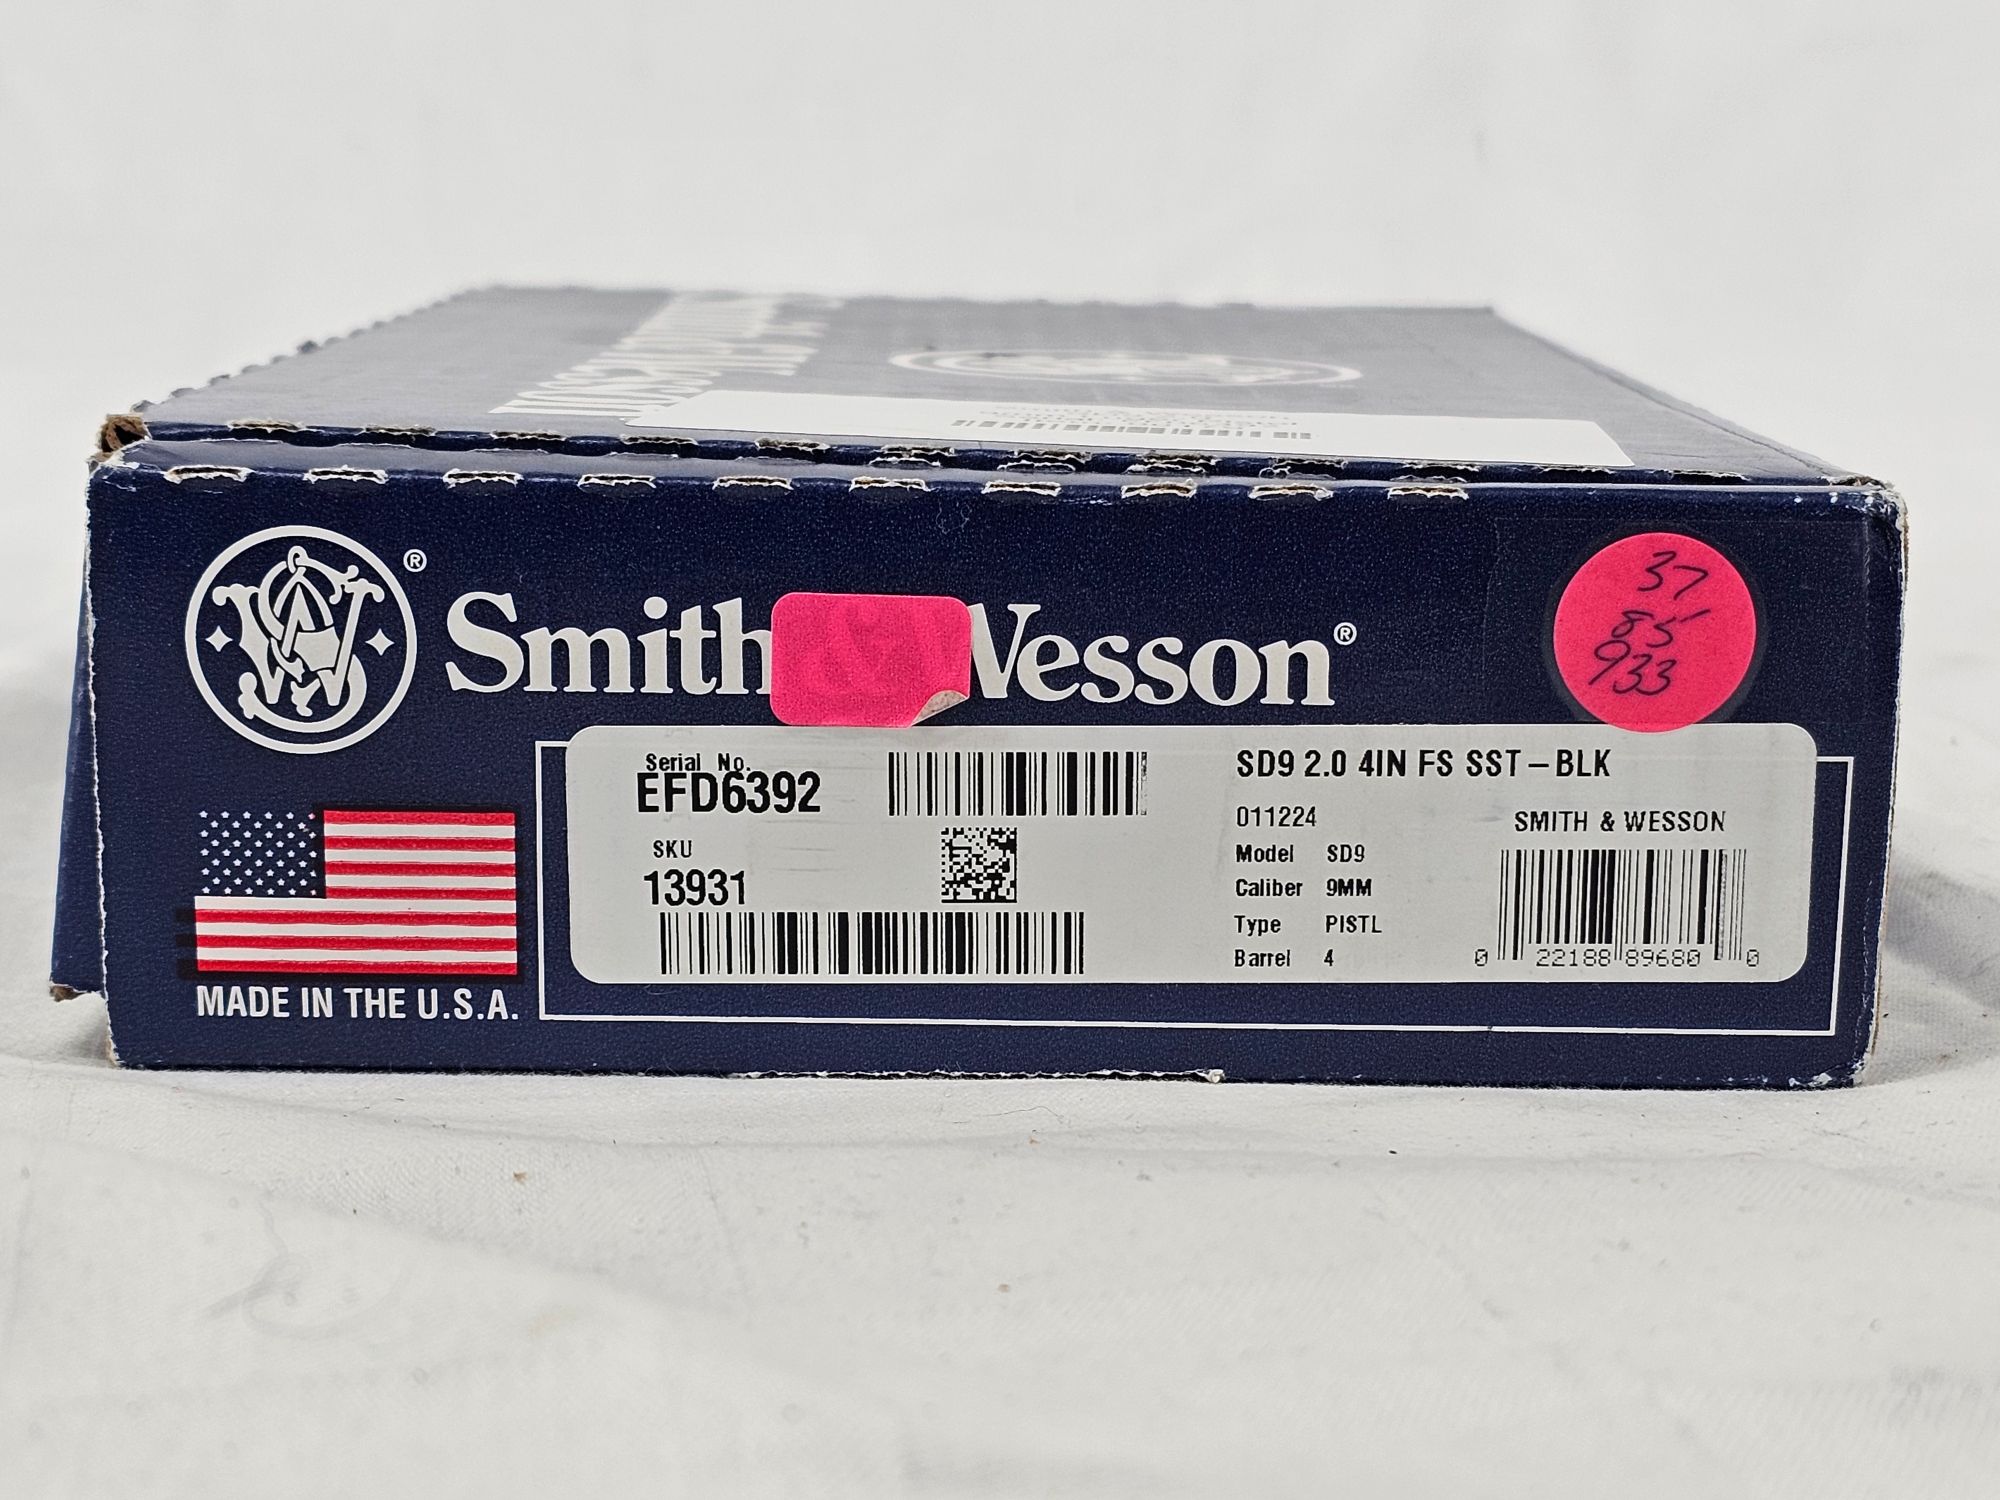 Smith Wesson®
37
85
933
Serial No.
EFD6392
SKU
13931
SD9 2.0 4IN FS SST-BLK
011224
SMITH & WESSON
Model SD9
Caliber 9MM
Type PISTL
Barrel 4
0 22188 89680 0
MADE IN THE U.S.A.